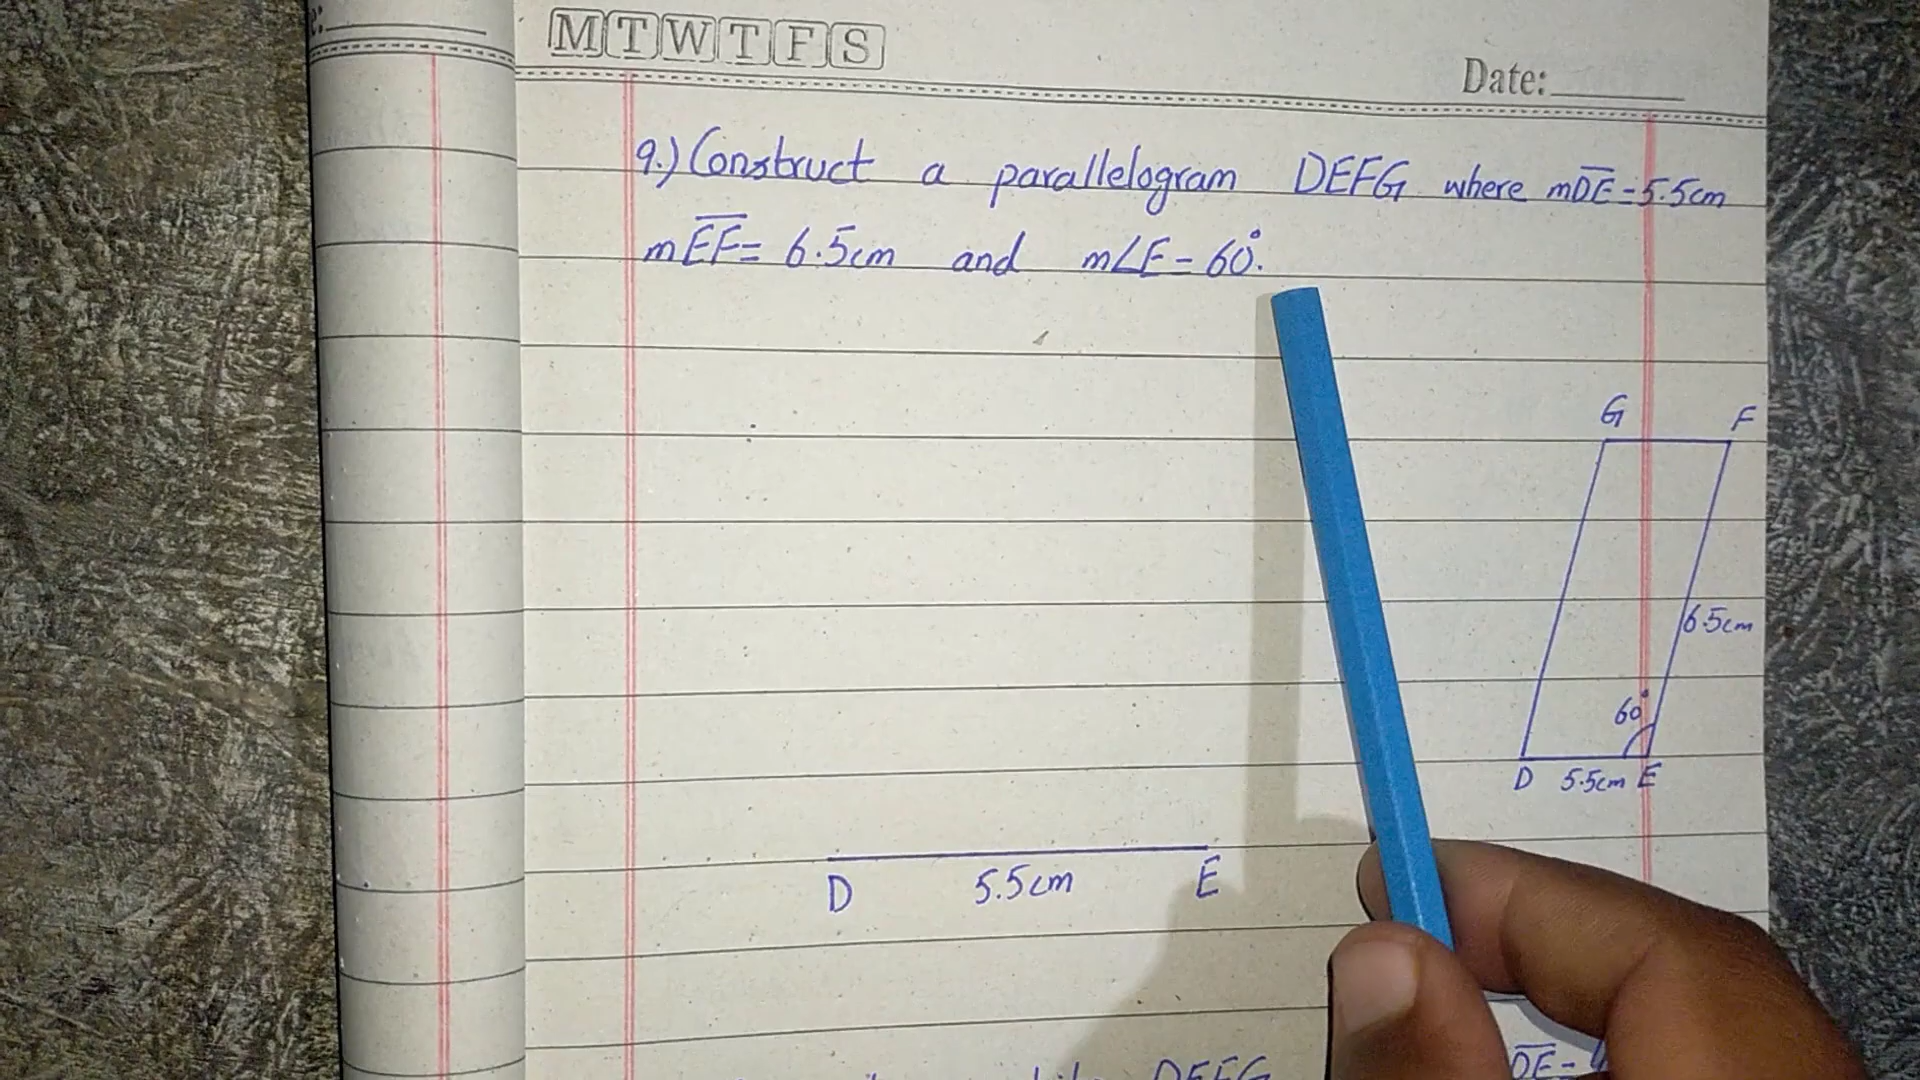 M T W T F S
Date:
9.) Construct a parallelogram DEFG where mDE = 5.5cm
mEF = 6.5cm and m∠E = 60°.
G F
6.5cm
60°
D 5.5cm E
D 5.5cm E
DEFG